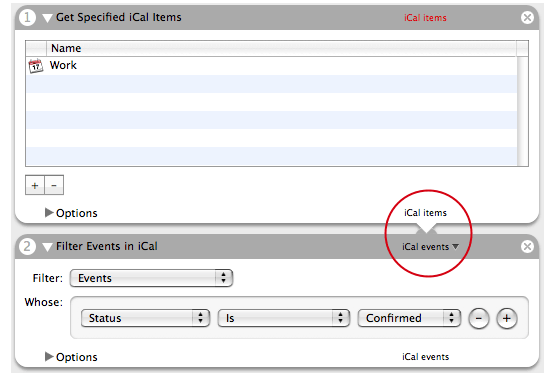 1 Get Specified iCal Items iCal items
Name
17 Work
+ -
Options iCal items
2 Filter Events in iCal iCal events
Filter: Events
Whose:
Status Is Confirmed - +
Options iCal events